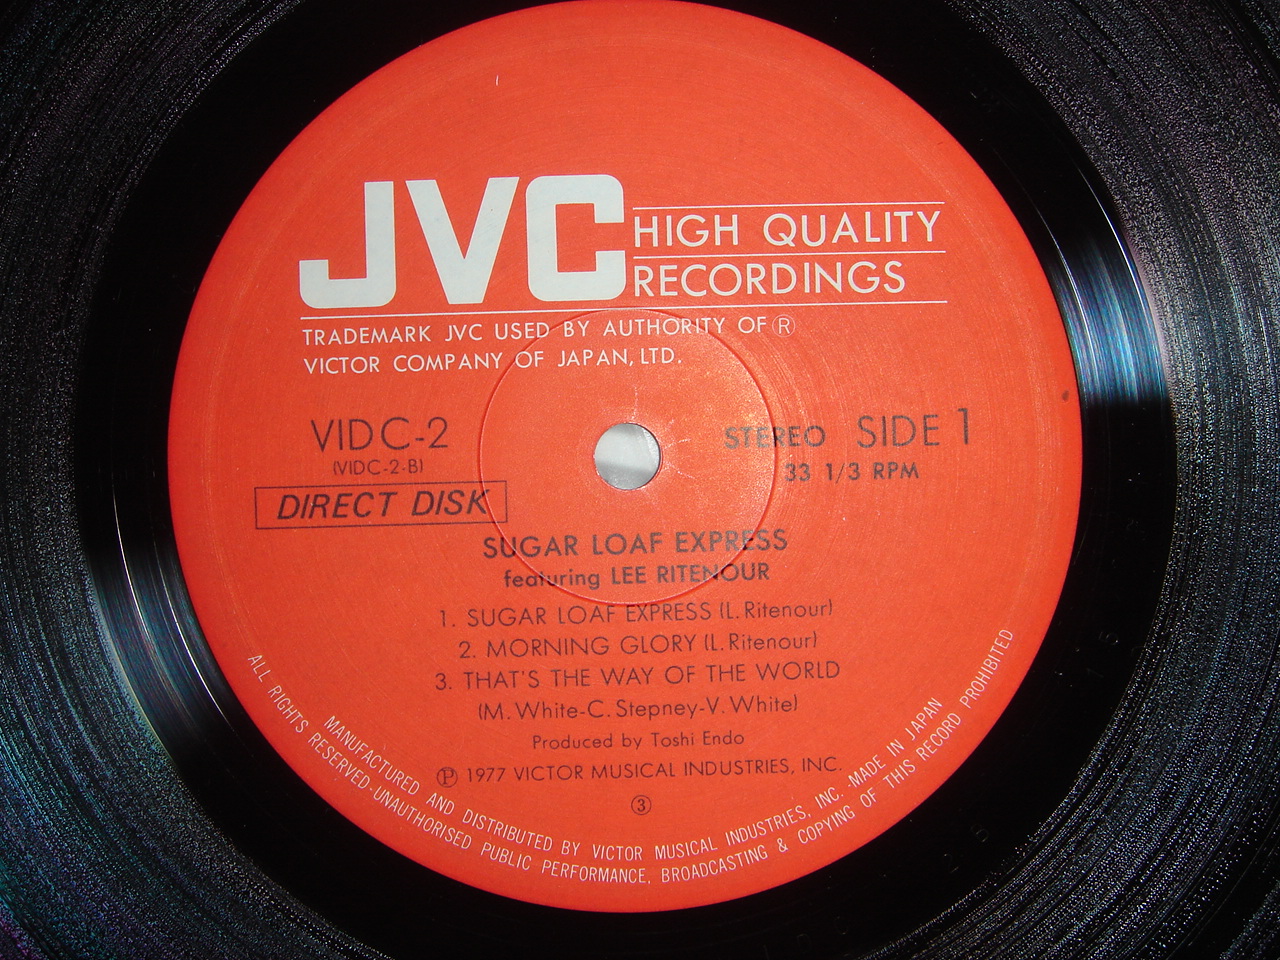 JVC HIGH QUALITY
RECORDINGS
TRADEMARK JVC USED BY AUTHORITY OF Ⓡ
VICTOR COMPANY OF JAPAN, LTD.
VIDC-2
(VIDC-2-B)
DIRECT DISK
STEREO SIDE 1
33 1/3 RPM
SUGAR LOAF EXPRESS
featuring LEE RITENOUR
1. SUGAR LOAF EXPRESS (L. Ritenour)
2. MORNING GLORY (L. Ritenour)
3. THAT'S THE WAY OF THE WORLD
(M. White-C. Stepney-V. White)
Produced by Toshi Endo
Ⓟ 1977 VICTOR MUSICAL INDUSTRIES, INC.
③
MANUFACTURED AND DISTRIBUTED BY VICTOR MUSICAL INDUSTRIES, INC. -MADE IN JAPAN
ALL RIGHTS RESERVED-UNAUTHORISED PUBLIC PERFORMANCE, BROADCASTING & COPYING OF THIS RECORD PROHIBITED